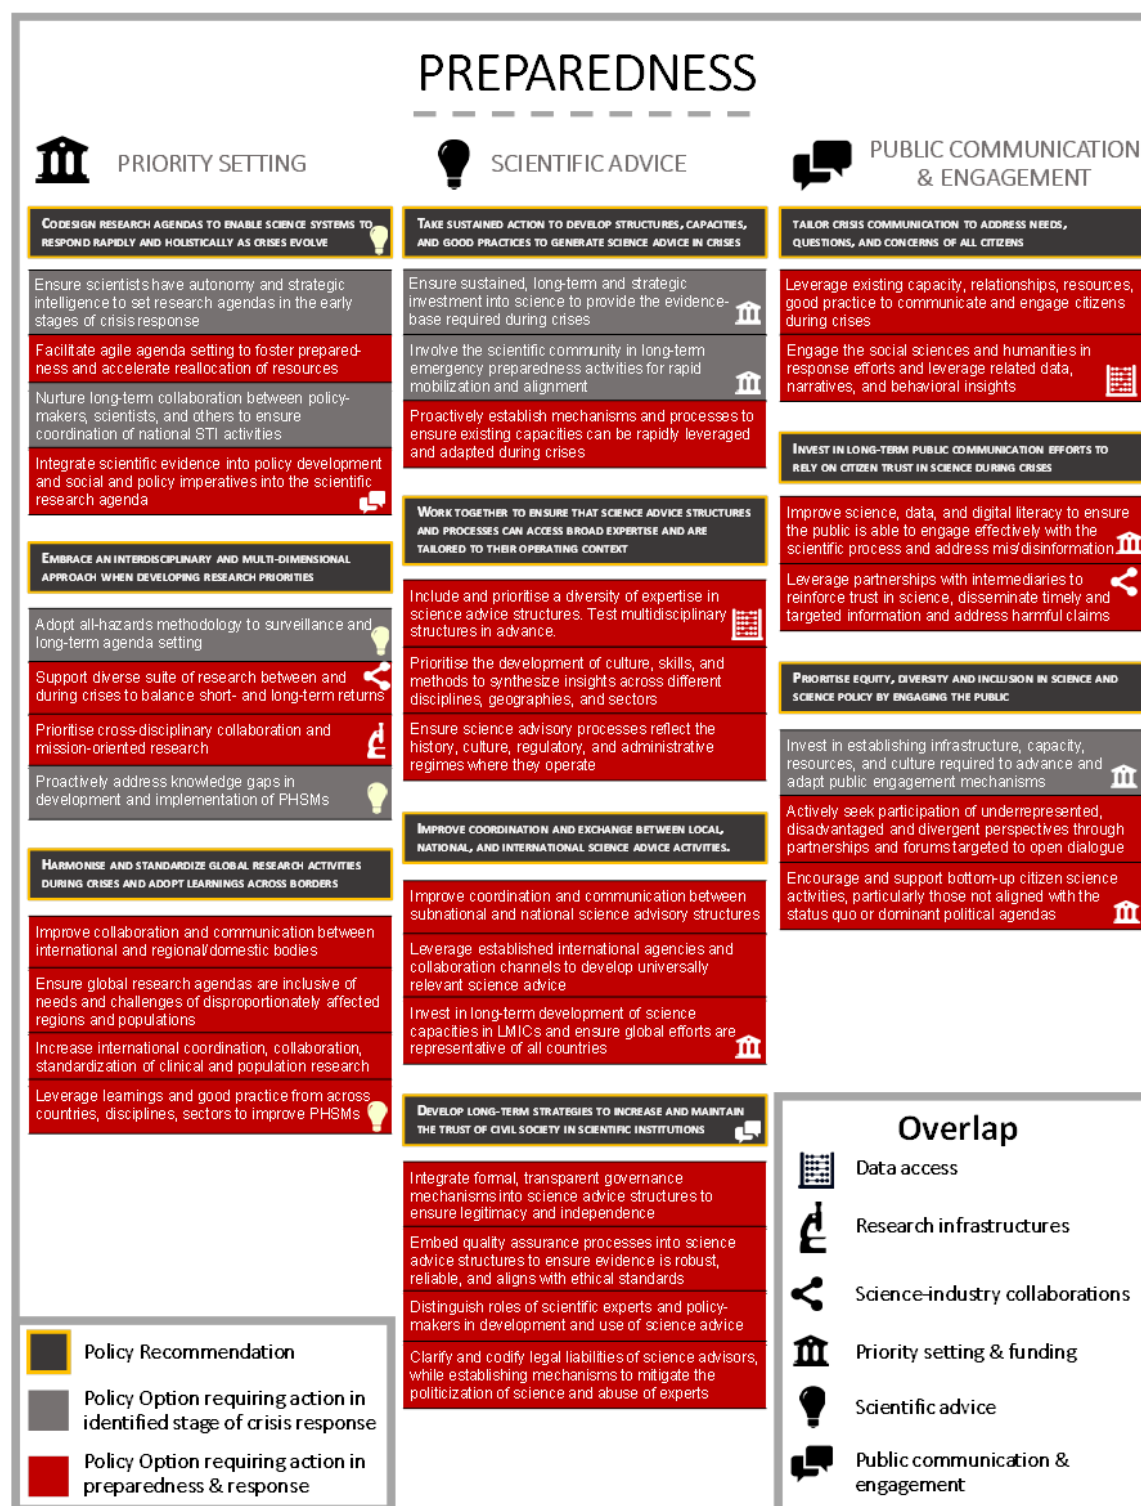 PREPAREDNESS
PRIORITY SETTING
CODESIGN RESEARCH AGENDAS TO ENABLE SCIENCE SYSTEMS TO
RESPOND RAPIDLY AND HOLISTICALLY AS CRISES EVOLVE
Ensure scientists have autonomy and strategic
intelligence to set research agendas in the early
stages of crisis response
Facilitate agile agenda setting to foster prepared-
ness and accelerate reallocation of resources
Nurture long-term collaboration between policy-
makers, scientists, and others to ensure
coordination of national STI activities
Integrate scientific evidence into policy development
and social and policy imperatives into the scientific
research agenda
EMBRACE AN INTERDISCIPLINARY AND MULTI-DIMENSIONAL
APPROACH WHEN DEVELOPING RESEARCH PRIORITIES
Adopt all-hazards methodology to surveillance and
long-term agenda setting
Support diverse suite of research between and
during crises to balance short- and long-term returns
Prioritise cross-disciplinary collaboration and
mission-oriented research
Proactively address knowledge gaps in
development and implementation of PHSMs
HARMONISE AND STANDARDIZE GLOBAL RESEARCH ACTIVITIES
DURING CRISES AND ADOPT LEARNINGS ACROSS BORDERS
Improve collaboration and communication between
international and regional/domestic bodies
Ensure global research agendas are inclusive of
needs and challenges of disproportionately affected
regions and populations
Increase international coordination, collaboration,
standardization of clinical and population research
Leverage learnings and good practice from across
countries, disciplines, sectors to improve PHSMs
SCIENTIFIC ADVICE
TAKE SUSTAINED ACTION TO DEVELOP STRUCTURES, CAPACITIES,
AND GOOD PRACTICES TO GENERATE SCIENCE ADVICE IN CRISES
Ensure sustained, long-term and strategic
investment into science to provide the evidence-
base required during crises
Involve the scientific community in long-term
emergency preparedness activities for rapid
mobilization and alignment
Proactively establish mechanisms and processes to
ensure existing capacities can be rapidly leveraged
and adapted during crises
WORK TOGETHER TO ENSURE THAT SCIENCE ADVICE STRUCTURES
AND PROCESSES CAN ACCESS BROAD EXPERTISE AND ARE
TAILORED TO THEIR OPERATING CONTEXT
Include and prioritise a diversity of expertise in
science advice structures. Test multidisciplinary
structures in advance.
Prioritise the development of culture, skills, and
methods to synthesize insights across different
disciplines, geographies, and sectors
Ensure science advisory processes reflect the
history, culture, regulatory, and administrative
regimes where they operate
IMPROVE COORDINATION AND EXCHANGE BETWEEN LOCAL,
NATIONAL, AND INTERNATIONAL SCIENCE ADVICE ACTIVITIES.
Improve coordination and communication between
subnational and national science advisory structures
Leverage established international agencies and
collaboration channels to develop universally
relevant science advice
Invest in long-term development of science
capacities in LMICs and ensure global efforts are
representative of all countries
DEVELOP LONG-TERM STRATEGIES TO INCREASE AND MAINTAIN
THE TRUST OF CIVIL SOCIETY IN SCIENTIFIC INSTITUTIONS
Integrate formal, transparent governance
mechanisms into science advice structures to
ensure legitimacy and independence
Embed quality assurance processes into science
advice structures to ensure evidence is robust,
reliable, and aligns with ethical standards
Distinguish roles of scientific experts and policy-
makers in development and use of science advice
Clarify and codify legal liabilities of science advisors,
while establishing mechanisms to mitigate the
politicization of science and abuse of experts
PUBLIC COMMUNICATION
& ENGAGEMENT
TAILOR CRISIS COMMUNICATION TO ADDRESS NEEDS,
QUESTIONS, AND CONCERNS OF ALL CITIZENS
Leverage existing capacity, relationships, resources,
good practice to communicate and engage citizens
during crises
Engage the social sciences and humanities in
response efforts and leverage related data,
narratives, and behavioral insights
INVEST IN LONG-TERM PUBLIC COMMUNICATION EFFORTS TO
RELY ON CITIZEN TRUST IN SCIENCE DURING CRISES
Improve science, data, and digital literacy to ensure
the public is able to engage effectively with the
scientific process and address mis/disinformation
Leverage partnerships with intermediaries to
reinforce trust in science, disseminate timely and
targeted information and address harmful claims
PRIORITISE EQUITY, DIVERSITY AND INCLUSION IN SCIENCE AND
SCIENCE POLICY BY ENGAGING THE PUBLIC
Invest in establishing infrastructure, capacity,
resources, and culture required to advance and
adapt public engagement mechanisms
Actively seek participation of underrepresented,
disadvantaged and divergent perspectives through
partnerships and forums targeted to open dialogue
Encourage and support bottom-up citizen science
activities, particularly those not aligned with the
status quo or dominant political agendas
Policy Recommendation
Policy Option requiring action in
identified stage of crisis response
Policy Option requiring action in
preparedness & response
Overlap
Data access
Research infrastructures
Science-industry collaborations
Priority setting & funding
Scientific advice
Public communication &
engagement